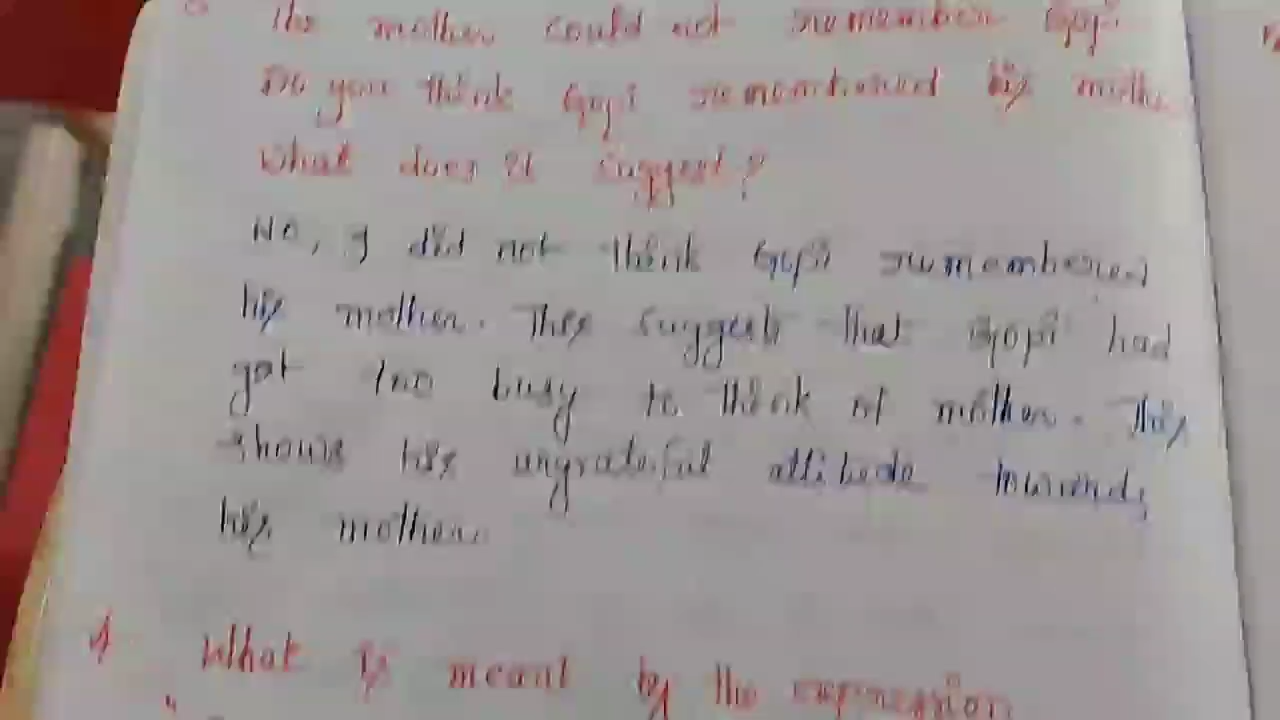 The mother could not remember Gopi
Do you think Gopi remembered his mother
What does it suggest?
No, I did not think Gopi remembered
his mother. This suggests that Gopi had
got too busy to think of mother. This
shows his ungrateful attitude towards
his mother.
4 What is meant by the expression
"